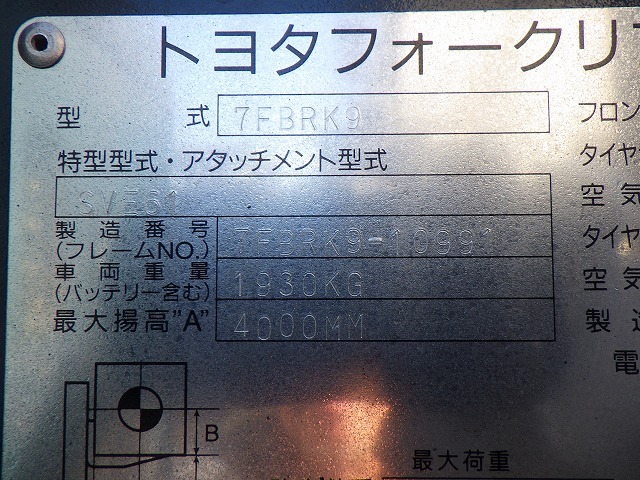 トヨタフォークリフ
型 式 7FBRK9 フロン
特型型式・アタッチメント型式 タイヤ
SVE61 空気
製造番号 7FBRK9-10991 タイヤ
(フレームNO.)
車両重量 1930KG 空気
(バッテリー含む)
最大揚高"A" 4000MM 製造
電
B
最大荷重